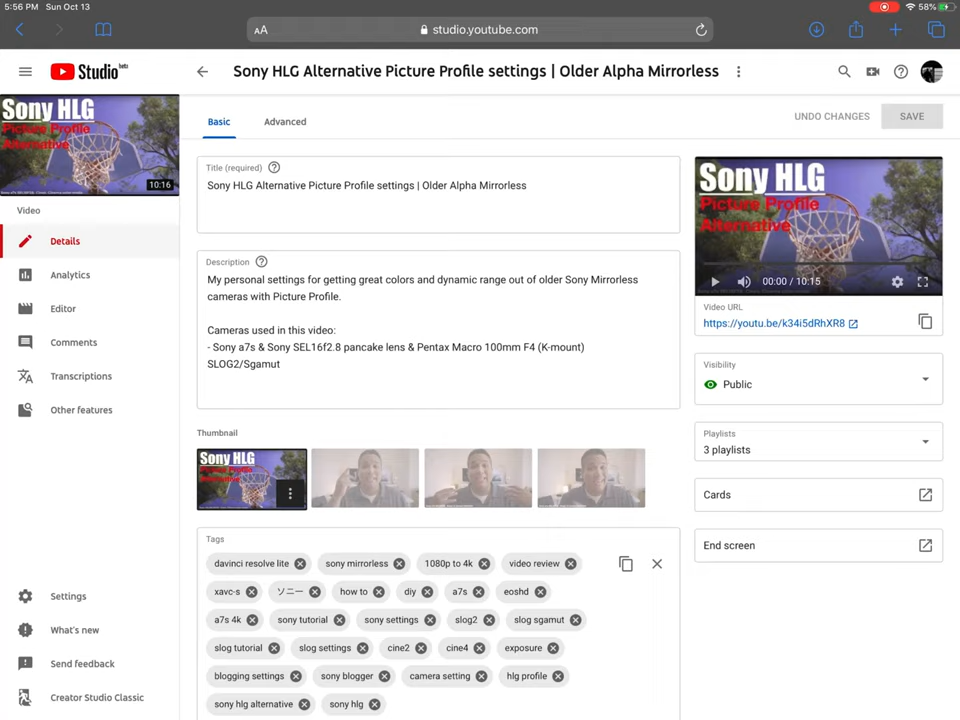 5:56 PM Sun Oct 13
58%
AA
studio.youtube.com
Studio beta
Sony HLG Alternative Picture Profile settings | Older Alpha Mirrorless
Sony HLG
Picture Profile
Alternative
10:16
Video
Details
Analytics
Editor
Comments
Transcriptions
Other features
Settings
What's new
Send feedback
Creator Studio Classic
Basic
Advanced
UNDO CHANGES
SAVE
Title (required)
Sony HLG Alternative Picture Profile settings | Older Alpha Mirrorless
Description
My personal settings for getting great colors and dynamic range out of older Sony Mirrorless
cameras with Picture Profile.
Cameras used in this video:
- Sony a7s & Sony SEL16f2.8 pancake lens & Pentax Macro 100mm F4 (K-mount)
SLOG2/Sgamut
Thumbnail
Sony HLG
Picture Profile
Alternative
Tags
davinci resolve lite
sony mirrorless
1080p to 4k
video review
xavc-s
ソニー
how to
diy
a7s
eoshd
a7s 4k
sony tutorial
sony settings
slog2
slog sgamut
slog tutorial
slog settings
cine2
cine4
exposure
blogging settings
sony blogger
camera setting
hlg profile
sony hlg alternative
sony hlg
Sony HLG
Picture Profile
Alternative
00:00 / 10:15
Video URL
https://youtu.be/k34i5dRhXR8
Visibility
Public
Playlists
3 playlists
Cards
End screen